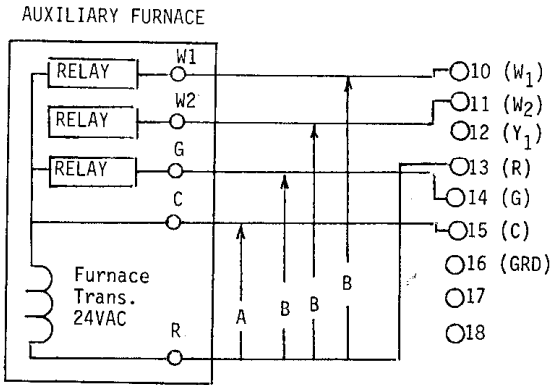 AUXILIARY FURNACE
RELAY
W1
10 (W₁)
RELAY
W2
11 (W₂)
12 (Y₁)
RELAY
G
13 (R)
14 (G)
C
15 (C)
16 (GRD)
Furnace
Trans.
24VAC
R
A
B
B
B
17
18